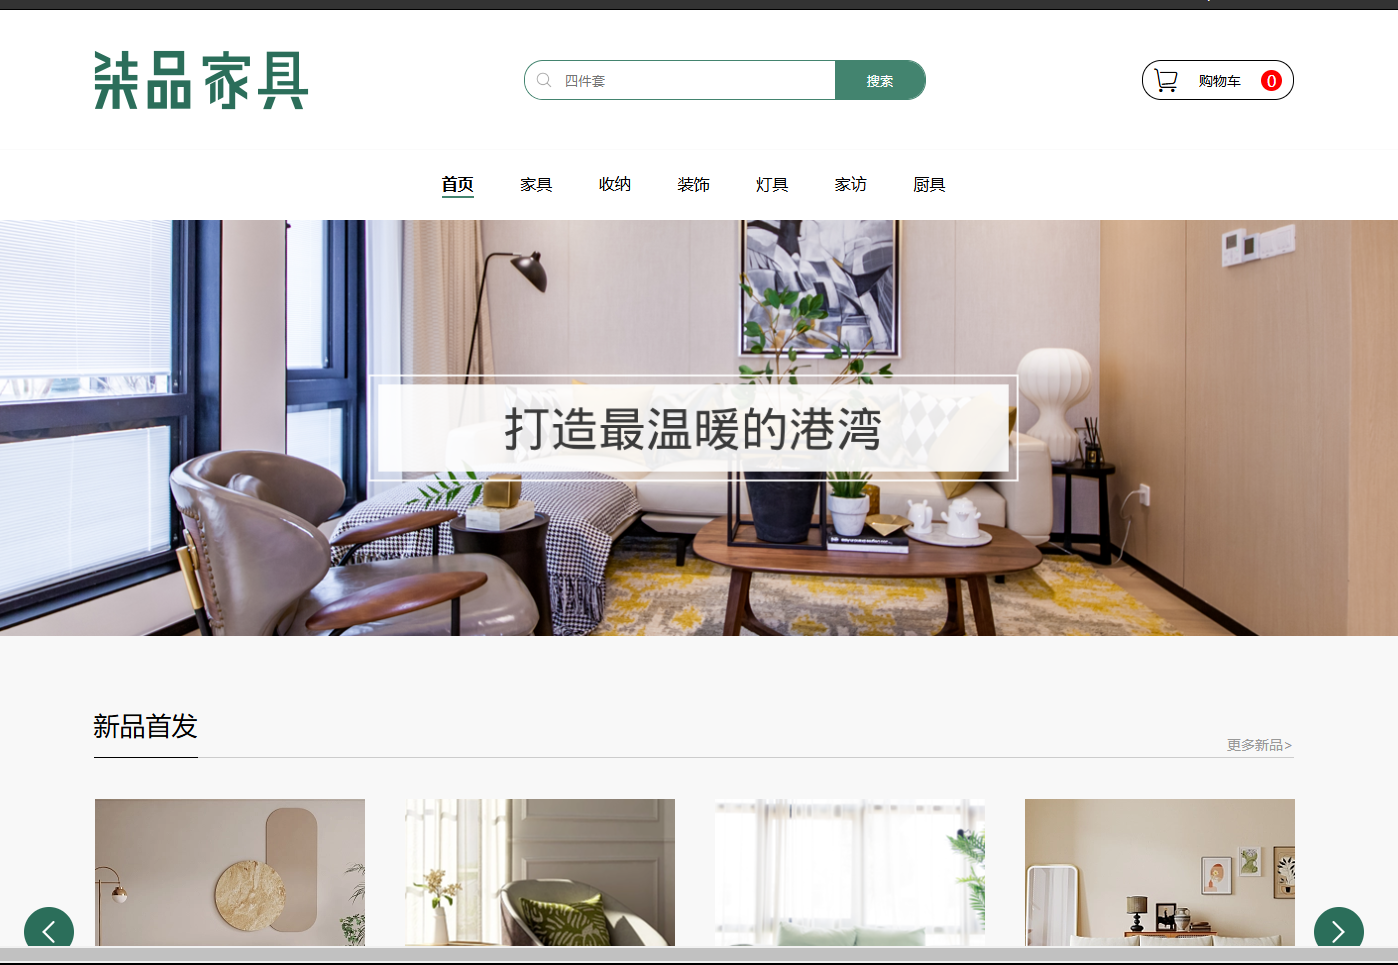 柒品家具
四件套
搜索
购物车 0
首页 家具 收纳 装饰 灯具 家访 厨具
打造最温暖的港湾
新品首发
更多新品>